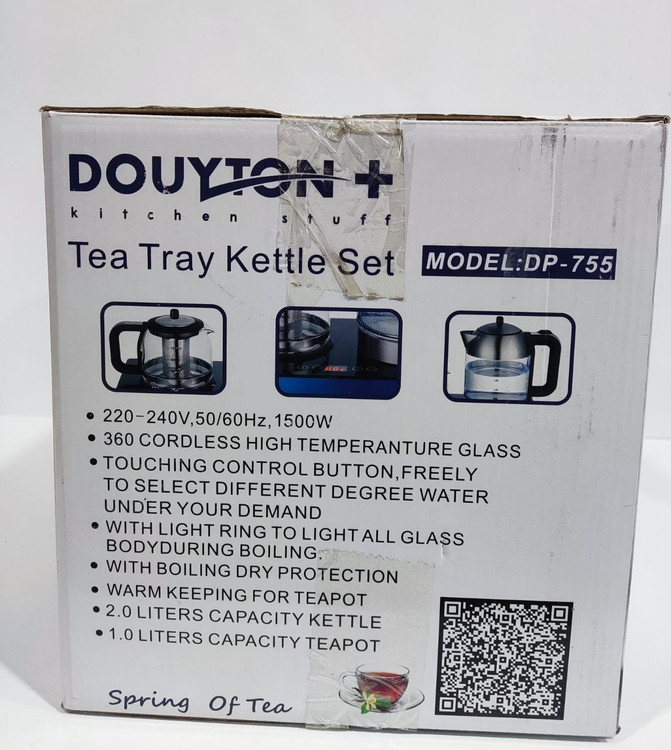 DOUYTON +
kitchen stuff
Tea Tray Kettle Set
MODEL:DP-755
• 220-240V,50/60Hz,1500W
• 360 CORDLESS HIGH TEMPERANTURE GLASS
• TOUCHING CONTROL BUTTON,FREELY
TO SELECT DIFFERENT DEGREE WATER
UNDER YOUR DEMAND
• WITH LIGHT RING TO LIGHT ALL GLASS
BODYDURING BOILING.
• WITH BOILING DRY PROTECTION
• WARM KEEPING FOR TEAPOT
• 2.0 LITERS CAPACITY KETTLE
• 1.0 LITERS CAPACITY TEAPOT
Spring Of Tea